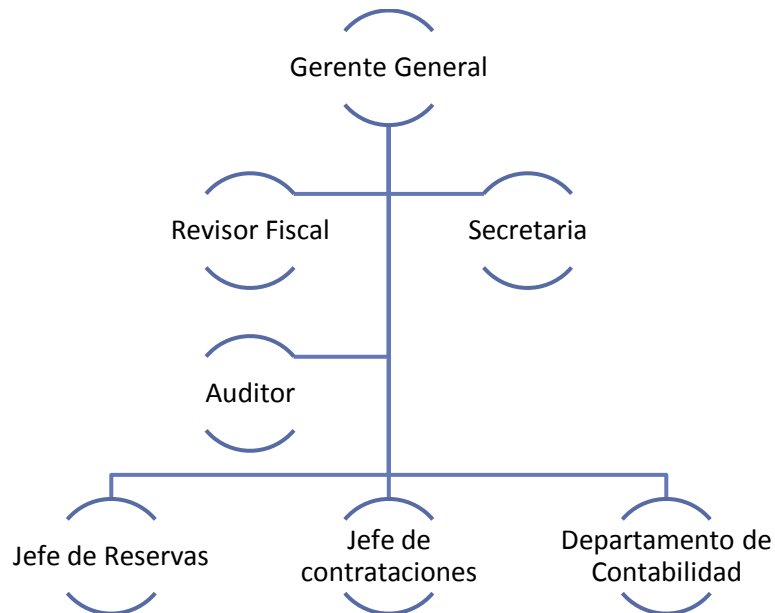 Gerente General
Revisor Fiscal
Secretaria
Auditor
Jefe de Reservas
Jefe de
contrataciones
Departamento de
Contabilidad